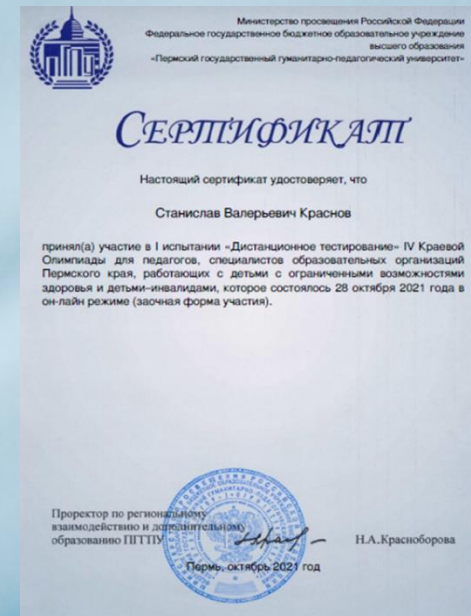 Министерство просвещения Российской Федерации
Федеральное государственное бюджетное образовательное учреждение
высшего образования
«Пермский государственный гуманитарно-педагогический университет»
СЕРТИФИКАТ
Настоящий сертификат удостоверяет, что
Станислав Валерьевич Краснов
принял(а) участие в I испытании «Дистанционное тестирование» IV Краевой
Олимпиады для педагогов, специалистов образовательных организаций
Пермского края, работающих с детьми с ограниченными возможностями
здоровья и детьми–инвалидами, которое состоялось 28 октября 2021 года в
он-лайн режиме (заочная форма участия).
Проректор по региональному
взаимодействию и дополнительному
образованию ПГГПУ
Н.А.Красноборова
Пермь, октябрь 2021 год